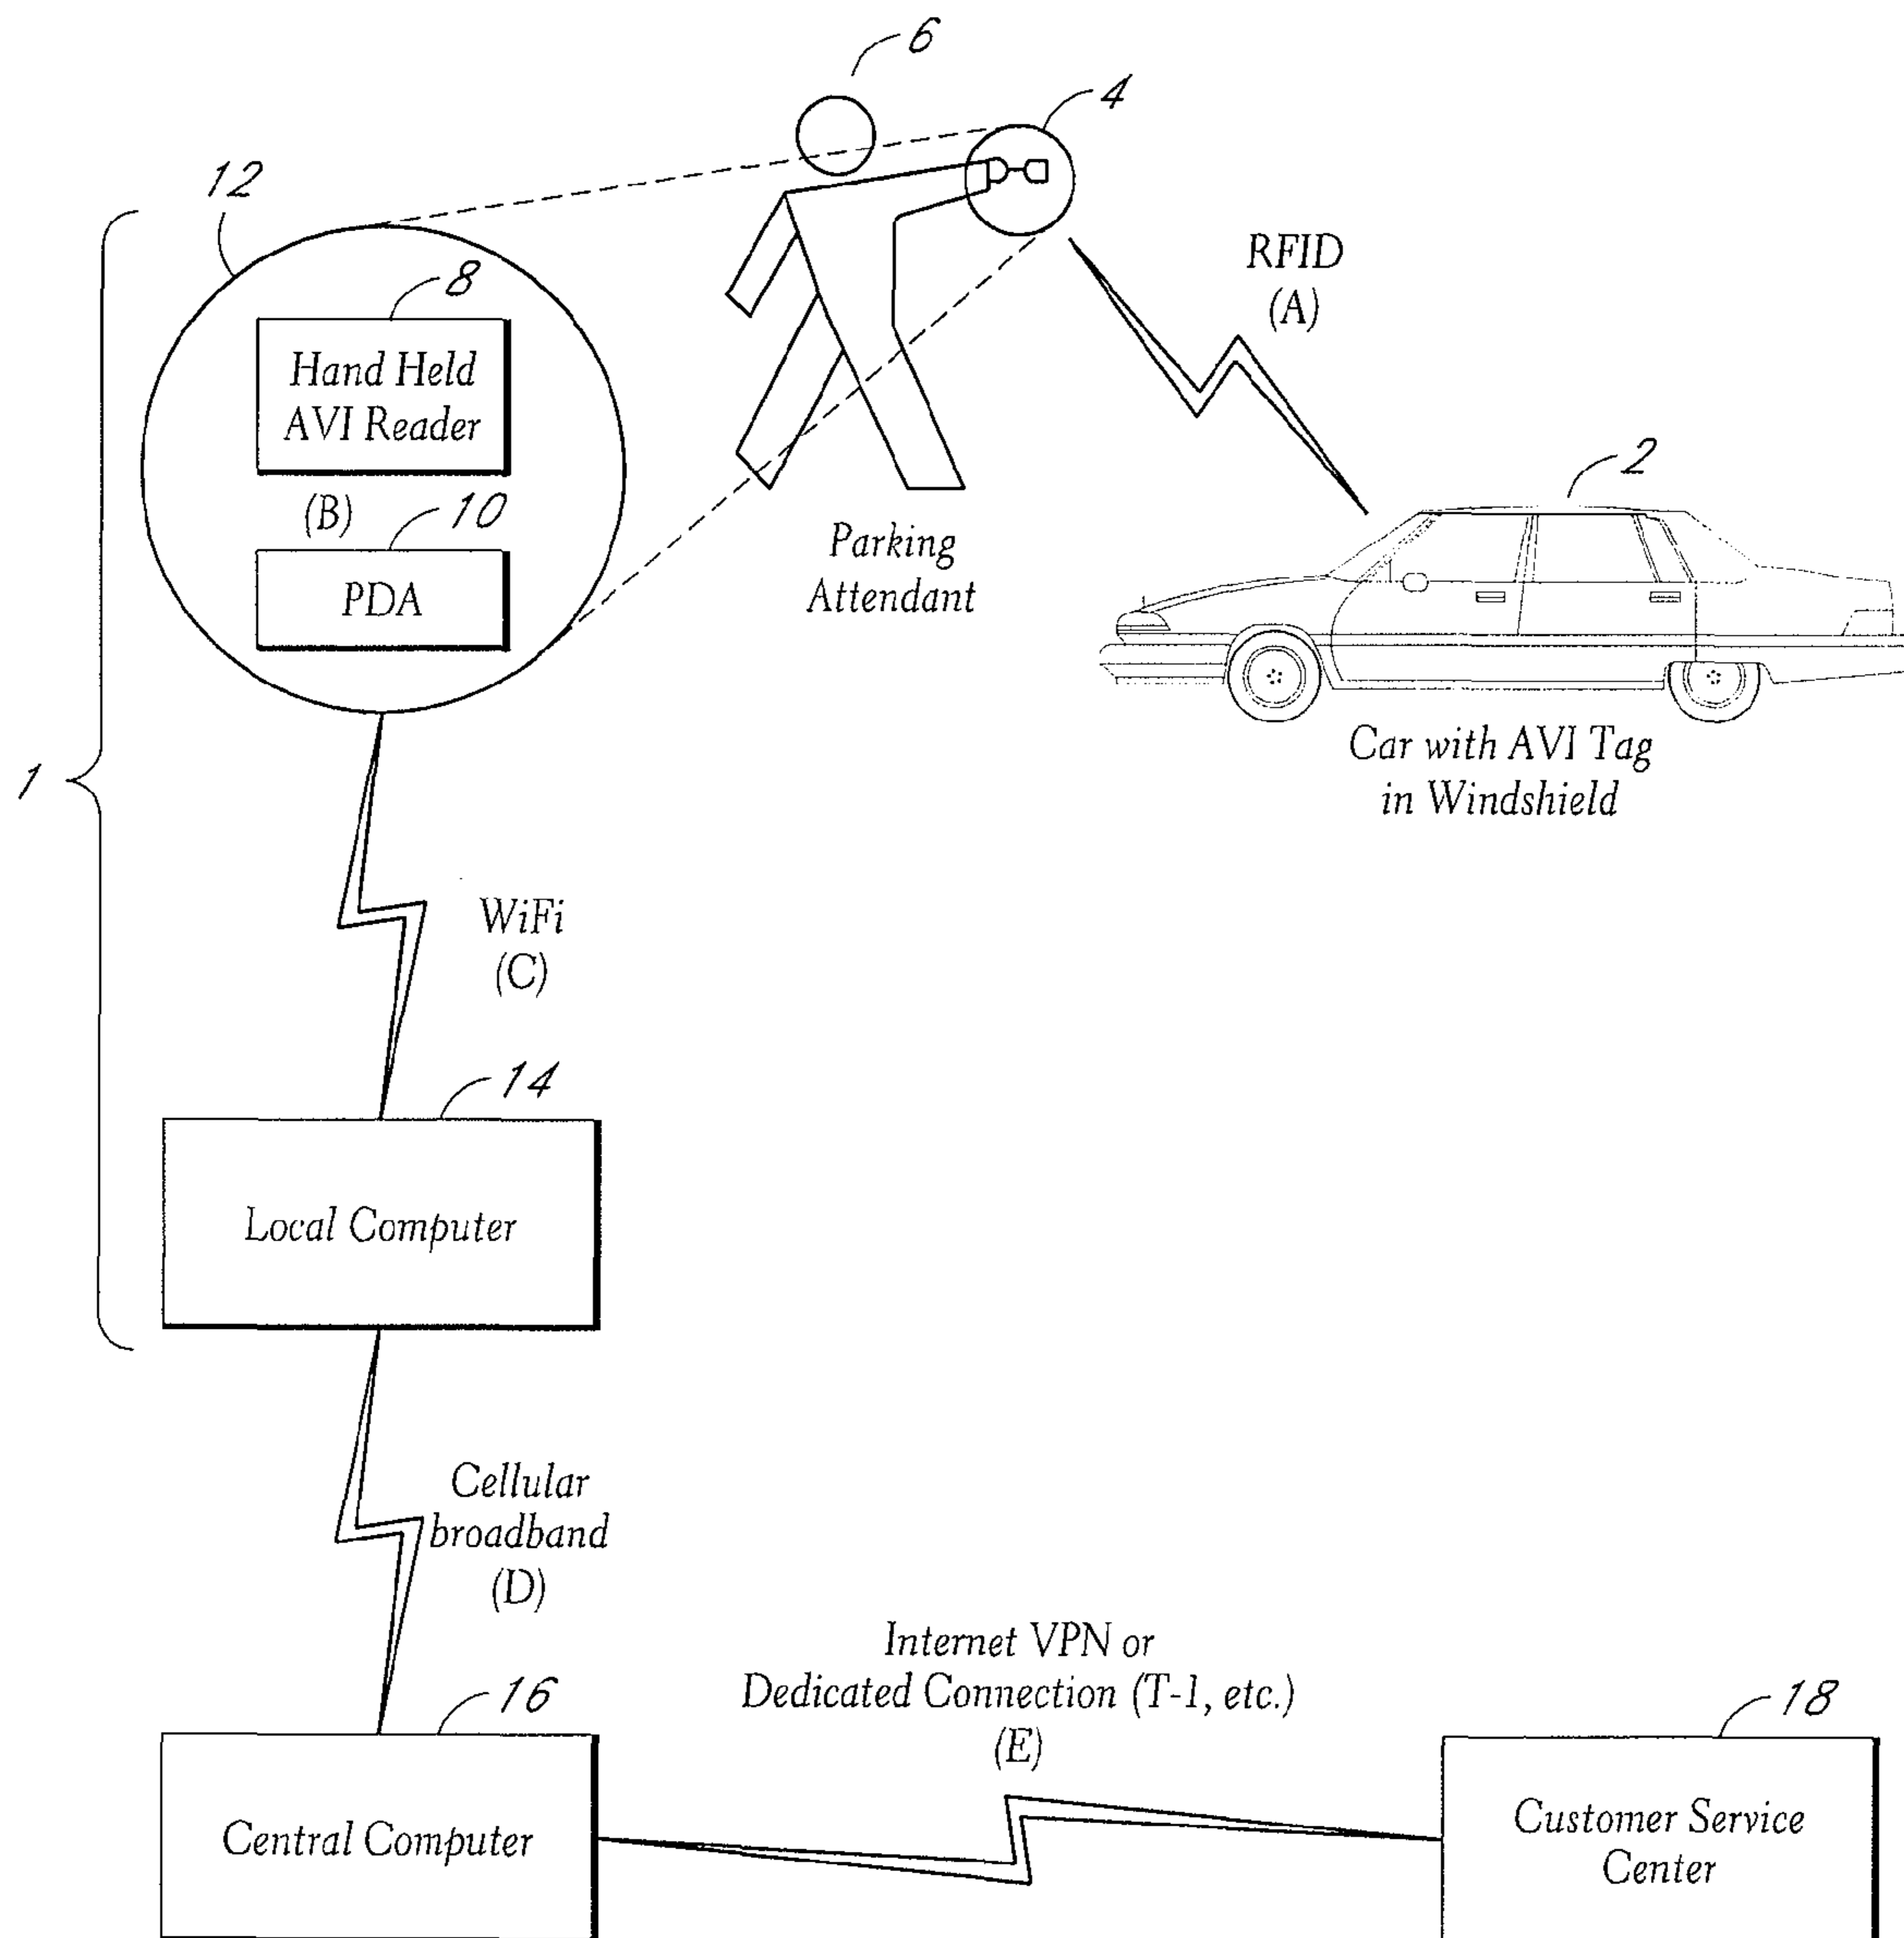 6
4
12
RFID
(A)
8
Hand Held
AVI Reader
(B)
10
PDA
Parking
Attendant
2
Car with AVI Tag
in Windshield
1
WiFi
(C)
14
Local Computer
Cellular
broadband
(D)
Internet VPN or
Dedicated Connection (T-1, etc.)
(E)
16
Central Computer
18
Customer Service
Center